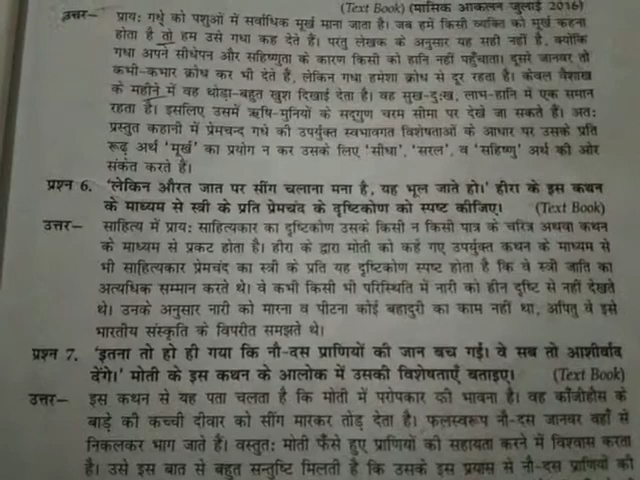 (Text Book) (मासिक आकलन जुलाई 2016)
उत्तर– प्रायः गधे को पशुओं में सर्वाधिक मूर्ख माना जाता है। जब हमें किसी व्यक्ति को मूर्ख कहना
होता है तो हम उसे गधा कह देते हैं। परंतु लेखक के अनुसार यह सही नहीं है, क्योंकि
गधा अपने सीधेपन और सहिष्णुता के कारण किसी को हानि नहीं पहुँचाता। दूसरे जानवर तो
कभी-कभार क्रोध कर भी देते हैं, लेकिन गधा हमेशा क्रोध से दूर रहता है। केवल वैशाख
के महीने में वह थोड़ा-बहुत खुश दिखाई देता है। वह सुख-दुःख, लाभ-हानि में एक समान
रहता है। इसलिए उसमें ऋषि-मुनियों के सद्गुण चरम सीमा पर देखे जा सकते हैं। अतः
प्रस्तुत कहानी में प्रेमचन्द गधे की उपर्युक्त स्वभावगत विशेषताओं के आधार पर उसके प्रति
रूढ़ अर्थ 'मूर्ख' का प्रयोग न कर उसके लिए 'सीधा', 'सरल', व 'सहिष्णु' अर्थ की ओर
संकेत करते हैं।
प्रश्न 6. 'लेकिन औरत जात पर सींग चलाना मना है, यह भूल जाते हो।' हीरा के इस कथन
के माध्यम से स्त्री के प्रति प्रेमचंद के दृष्टिकोण को स्पष्ट कीजिए। (Text Book)
उत्तर– साहित्य में प्रायः साहित्यकार का दृष्टिकोण उसके किसी न किसी पात्र के चरित्र अथवा कथन
के माध्यम से प्रकट होता है। हीरा के द्वारा मोती को कहे गए उपर्युक्त कथन के माध्यम से
भी साहित्यकार प्रेमचंद का स्त्री के प्रति यह दृष्टिकोण स्पष्ट होता है कि वे स्त्री जाति का
अत्यधिक सम्मान करते थे। वे कभी किसी भी परिस्थिति में नारी को हीन दृष्टि से नहीं देखते
थे। उनके अनुसार नारी को मारना व पीटना कोई बहादुरी का काम नहीं था, अपितु वे इसे
भारतीय संस्कृति के विपरीत समझते थे।
प्रश्न 7. 'इतना तो हो ही गया कि नौ-दस प्राणियों की जान बच गई। वे सब तो आशीर्वाद
देंगे।' मोती के इस कथन के आलोक में उसकी विशेषताएँ बताइए। (Text Book)
उत्तर– इस कथन से यह पता चलता है कि मोती में परोपकार की भावना है। वह काँजीहौस के
बाड़े की कच्ची दीवार को सींग मारकर तोड़ देता है। फलस्वरूप नौ-दस जानवर वहाँ से
निकलकर भाग जाते हैं। वस्तुतः मोती फँसे हुए प्राणियों की सहायता करने में विश्वास करता
है। उसे इस बात से बहुत सन्तुष्टि मिलती है कि उसके इस प्रयास से नौ-दस प्राणियों की